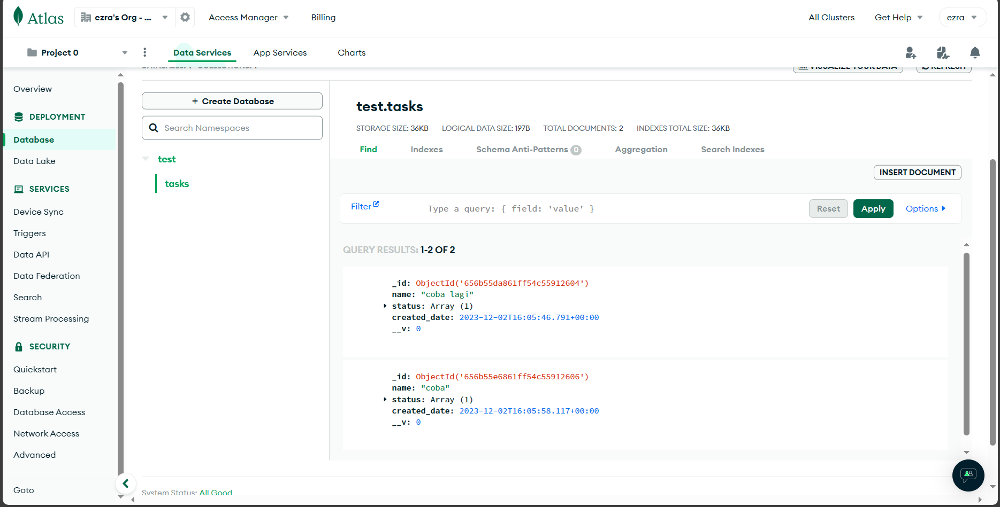 Atlas
ezra's Org - ...
Access Manager
Billing
All Clusters
Get Help
ezra
Project 0
Data Services
App Services
Charts
VISUALIZE YOUR DATA
REFRESH
Overview
DEPLOYMENT
Database
Data Lake
SERVICES
Device Sync
Triggers
Data API
Data Federation
Search
Stream Processing
SECURITY
Quickstart
Backup
Database Access
Network Access
Advanced
Goto
+ Create Database
Search Namespaces
test
tasks
test.tasks
STORAGE SIZE: 36KB LOGICAL DATA SIZE: 197B TOTAL DOCUMENTS: 2 INDEXES TOTAL SIZE: 36KB
Find Indexes Schema Anti-Patterns 0 Aggregation Search Indexes
INSERT DOCUMENT
Filter
Type a query: { field: 'value' }
Reset
Apply
Options
QUERY RESULTS: 1-2 OF 2
_id: ObjectId('656b55da861ff54c55912604')
name: "coba lagi"
status: Array (1)
created_date: 2023-12-02T16:05:46.791+00:00
__v: 0
_id: ObjectId('656b55e6861ff54c55912606')
name: "coba"
status: Array (1)
created_date: 2023-12-02T16:05:58.117+00:00
__v: 0
System Status: All Good